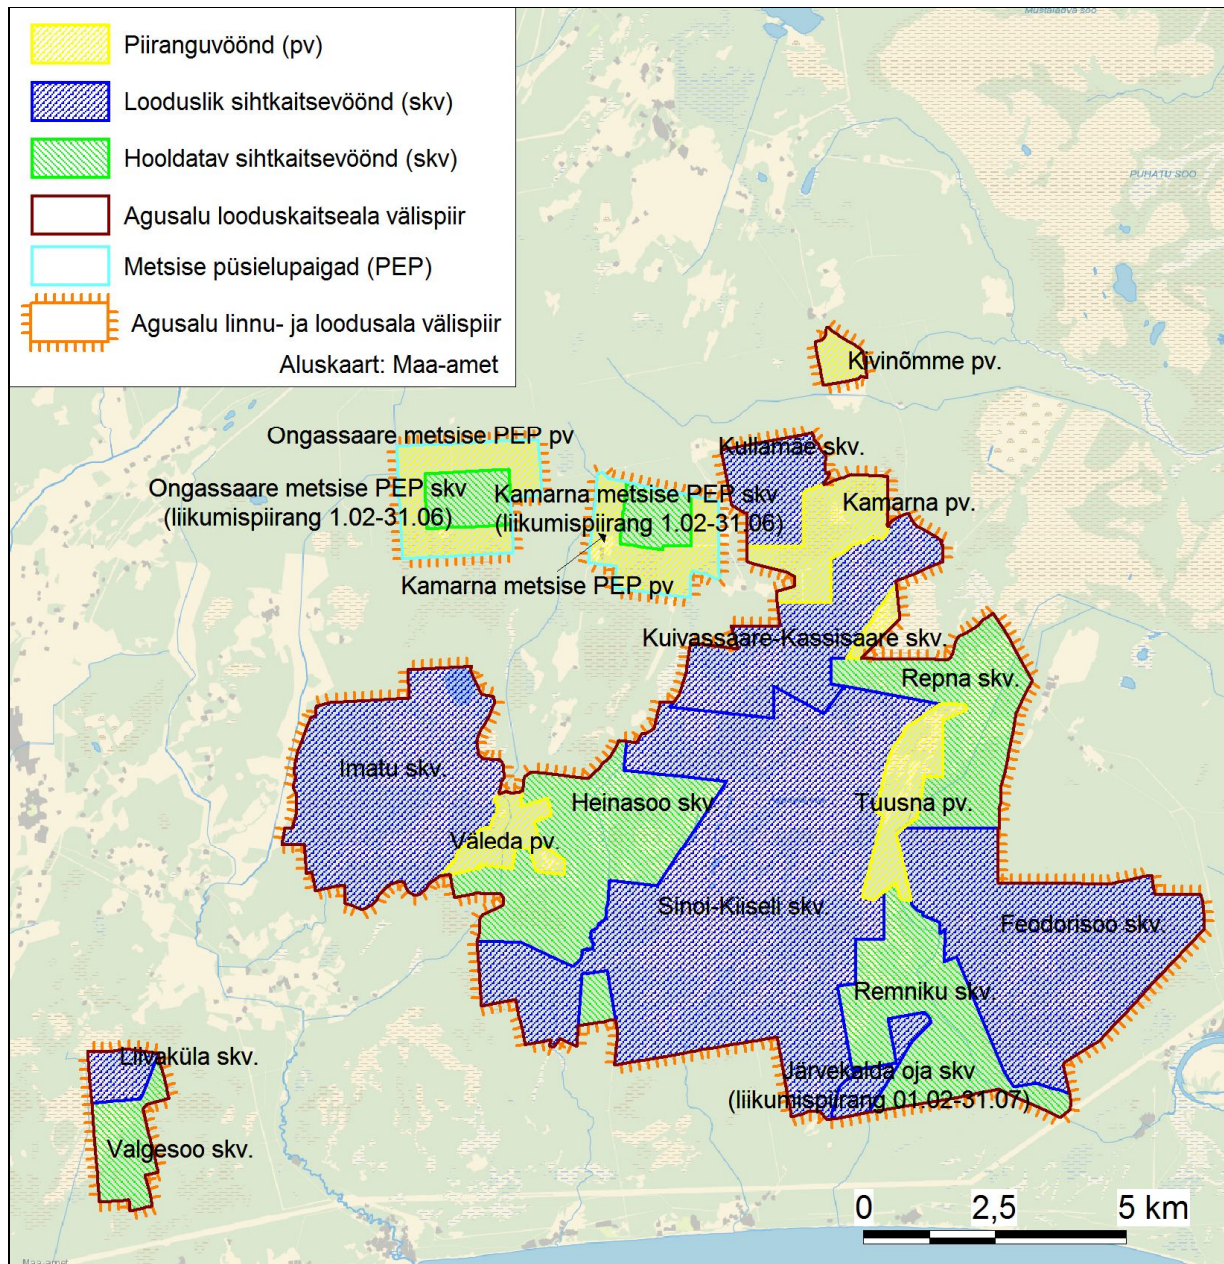 Piiranguvöönd (pv)
Looduslik sihtkaitsevöönd (skv)
Hooldatav sihtkaitsevöönd (skv)
Agusalu looduskaitseala välispiir
Metsise püsielupaigad (PEP)
Agusalu linnu- ja loodusala välispiir
Aluskaart: Maa-amet
Mustaladva soo
PUHATU SOO
Kivinõmme pv.
Ongassaare metsise PEP pv
Kullamäe skv.
Ongassaare metsise PEP skv
(liikumispiirang 1.02-31.06)
Kamarna metsise PEP skv
(liikumispiirang 1.02-31.06)
Kamarna pv.
Kamarna metsise PEP pv
Kuivassaare-Kassisaare skv.
Repna skv.
Imatu skv.
Heinasoo skv
Tuusna pv.
Väleda pv.
Sinoi-Kiiseli skv
Feodorisoo skv.
Remniku skv.
Liivaküla skv.
Järvekalda oja skv
(liikumispiirang 01.02-31.07)
Valgesoo skv.
0 2,5 5 km
Maa-amet